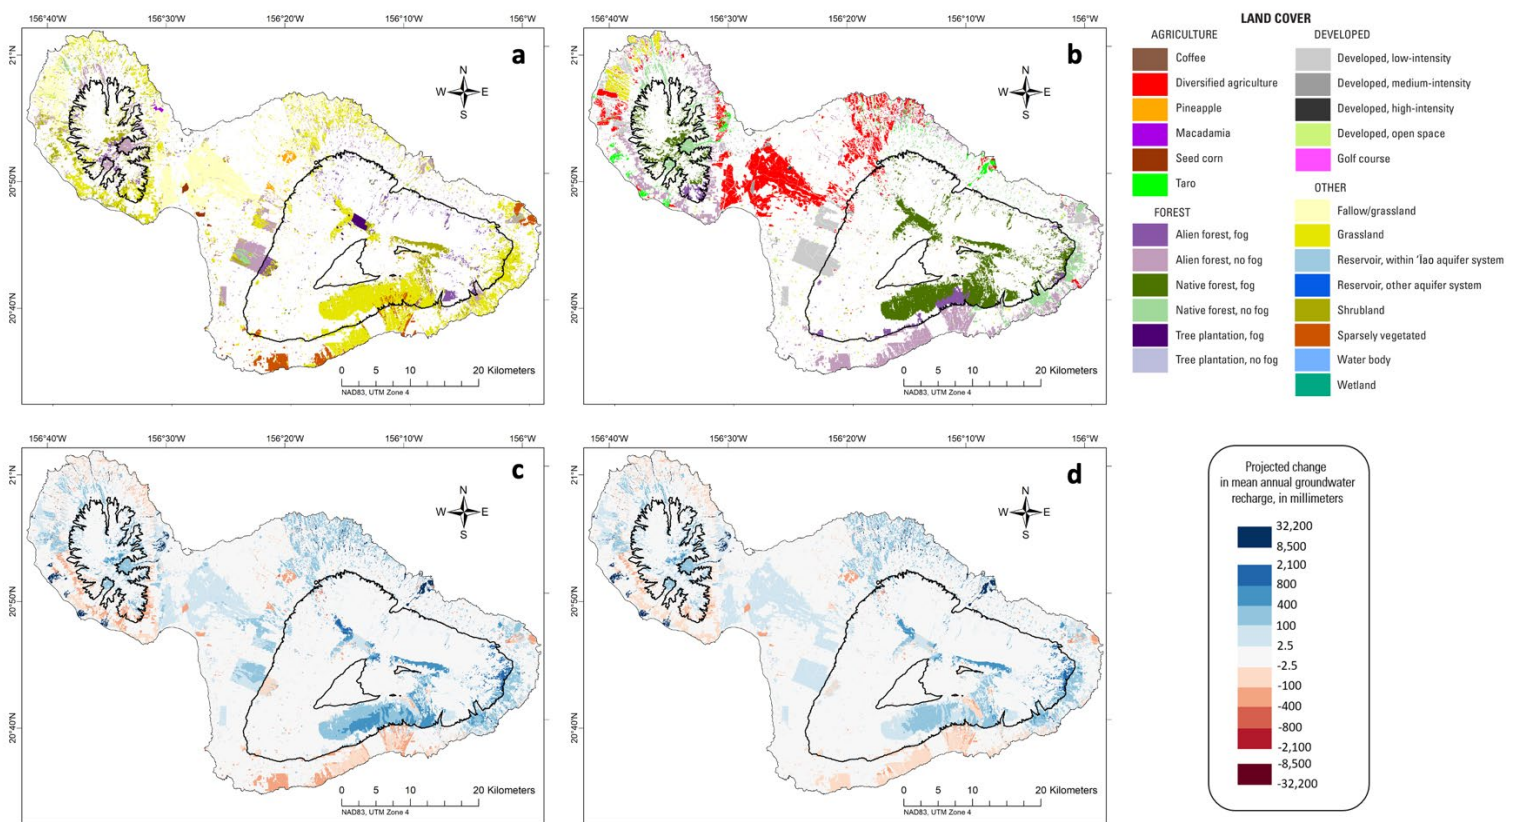 156°40'W 156°30'W 156°20'W 156°10'W 156°W
21°N
20°50'N
20°40'N
a
N
W E
S
0 5 10 20 Kilometers
NAD83, UTM Zone 4
156°40'W 156°30'W 156°20'W 156°10'W 156°W
b
N
W E
S
0 5 10 20 Kilometers
NAD83, UTM Zone 4
LAND COVER
AGRICULTURE
Coffee
Diversified agriculture
Pineapple
Macadamia
Seed corn
Taro
FOREST
Alien forest, fog
Alien forest, no fog
Native forest, fog
Native forest, no fog
Tree plantation, fog
Tree plantation, no fog
DEVELOPED
Developed, low-intensity
Developed, medium-intensity
Developed, high-intensity
Developed, open space
Golf course
OTHER
Fallow/grassland
Grassland
Reservoir, within ʻĪao aquifer system
Reservoir, other aquifer system
Shrubland
Sparsely vegetated
Water body
Wetland
156°40'W 156°30'W 156°20'W 156°10'W 156°W
21°N
20°50'N
20°40'N
c
N
W E
S
0 5 10 20 Kilometers
NAD83, UTM Zone 4
156°40'W 156°30'W 156°20'W 156°10'W 156°W
21°N
20°50'N
20°40'N
d
N
W E
S
0 5 10 20 Kilometers
NAD83, UTM Zone 4
Projected change
in mean annual groundwater
recharge, in millimeters
32,200
8,500
2,100
800
400
100
2.5
-2.5
-100
-400
-800
-2,100
-8,500
-32,200